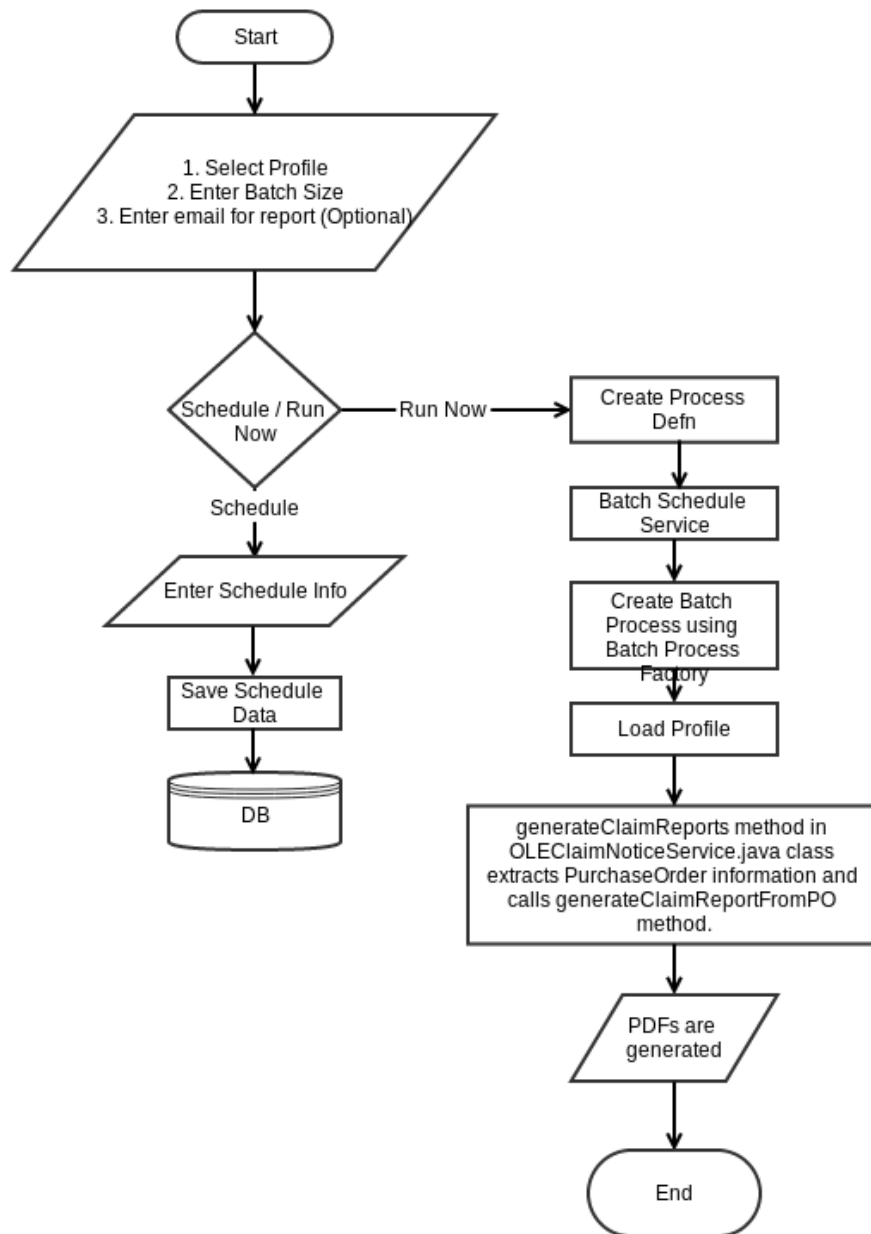 Start
1. Select Profile
2. Enter Batch Size
3. Enter email for report (Optional)
Schedule / Run
Now
Run Now
Create Process
Defn
Schedule
Batch Schedule
Service
Enter Schedule Info
Create Batch
Process using
Batch Process
Factory
Save Schedule
Data
Load Profile
DB
generateClaimReports method in
OLEClaimNoticeService.java class
extracts PurchaseOrder information and
calls generateClaimReportFromPO
method.
PDFs are
generated
End